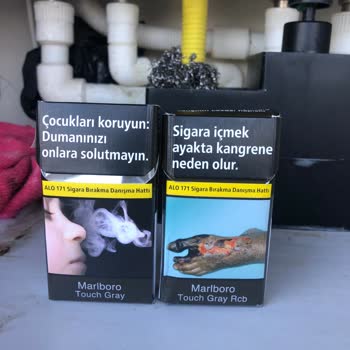 Çocukları koruyun:
Dumanınızı
onlara solutmayın.
ALO 171 Sigara Bırakma Danışma Hattı
Marlboro
Touch Gray
Sigara içmek
ayakta kangrene
neden olur.
ALO 171 Sigara Bırakma Danışma Hattı
Marlboro
Touch Gray Rcb